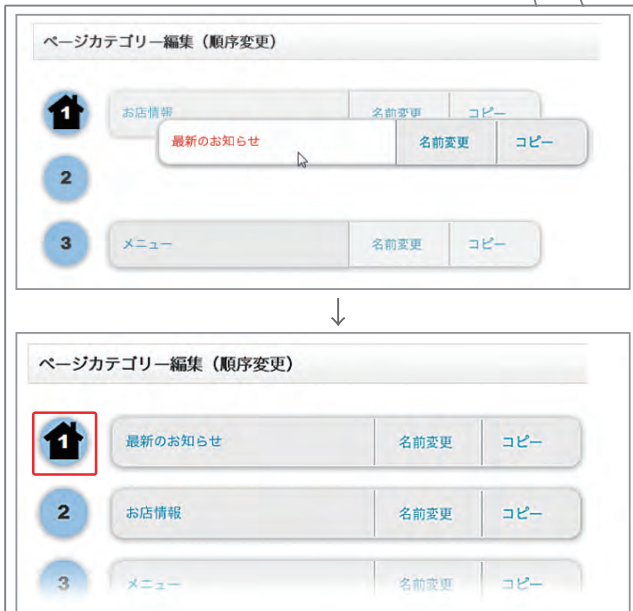 ページカテゴリー編集（順序変更）
1 お店情報 名前変更 コピー
最新のお知らせ 名前変更 コピー
2
3 メニュー 名前変更 コピー
↓
ページカテゴリー編集（順序変更）
1 最新のお知らせ 名前変更 コピー
2 お店情報 名前変更 コピー
3 メニュー 名前変更 コピー